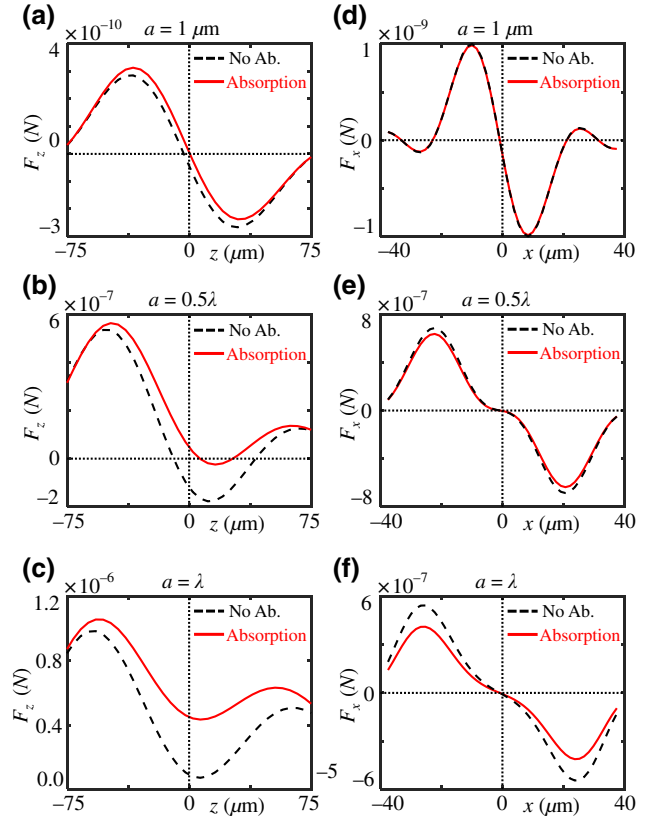 (a) ×10⁻¹⁰ a = 1 μm
4
0
−3
F_z (N)
No Ab.
Absorption
−75 0 75
z (μm)
(d) ×10⁻⁹ a = 1 μm
1
0
−1
F_x (N)
No Ab.
Absorption
−40 0 40
x (μm)
(b) ×10⁻⁷ a = 0.5λ
6
0
−2
F_z (N)
No Ab.
Absorption
−75 0 75
z (μm)
(e) ×10⁻⁷ a = 0.5λ
8
0
−8
F_x (N)
No Ab.
Absorption
−40 0 40
x (μm)
(c) ×10⁻⁶ a = λ
1.2
0.8
0.4
0.0
F_z (N)
No Ab.
Absorption
−75 0 75
z (μm)
−5
(f) ×10⁻⁷ a = λ
6
0
−6
F_x (N)
No Ab.
Absorption
−40 0 40
x (μm)